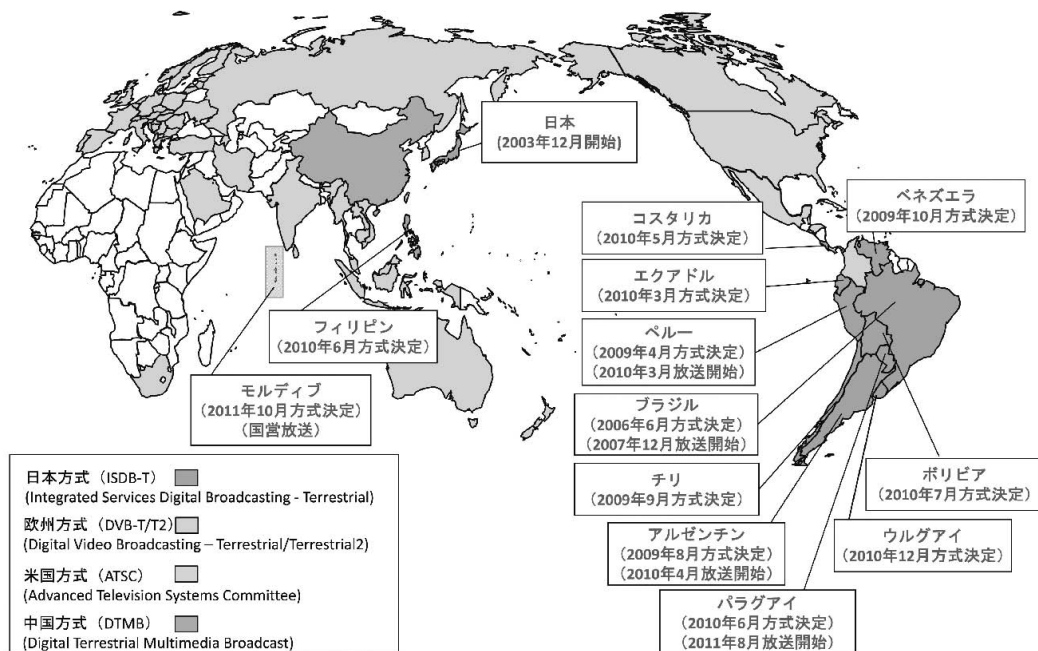 日本
(2003年12月開始)
ベネズエラ
(2009年10月方式決定)
コスタリカ
(2010年5月方式決定)
エクアドル
(2010年3月方式決定)
フィリピン
(2010年6月方式決定)
ペルー
(2009年4月方式決定)
(2010年3月放送開始)
モルディブ
(2011年10月方式決定)
(国営放送)
ブラジル
(2006年6月方式決定)
(2007年12月放送開始)
チリ
(2009年9月方式決定)
ボリビア
(2010年7月方式決定)
アルゼンチン
(2009年8月方式決定)
(2010年4月放送開始)
ウルグアイ
(2010年12月方式決定)
パラグアイ
(2010年6月方式決定)
(2011年8月放送開始)
日本方式（ISDB-T）
(Integrated Services Digital Broadcasting - Terrestrial)
欧州方式（DVB-T/T2）
(Digital Video Broadcasting – Terrestrial/Terrestrial2)
米国方式（ATSC）
(Advanced Television Systems Committee)
中国方式（DTMB）
(Digital Terrestrial Multimedia Broadcast)